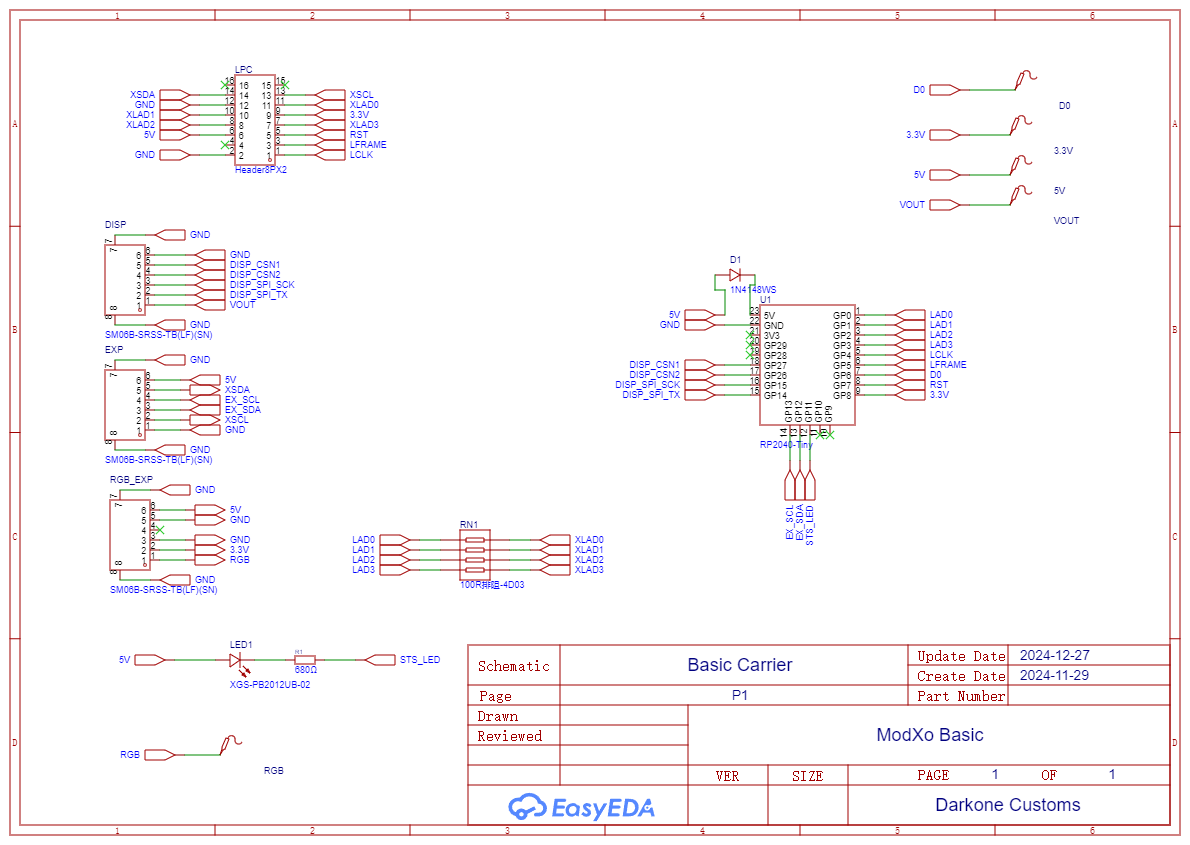 1 2 3 4 5 6
A A
B B
C C
D D
LPC
16 15
14 13
12 11
10 9
8 7
6 5
4 3
2 1
XSDA
GND
XLAD1
XLAD2
5V
GND
XSCL
XLAD0
3.3V
XLAD3
RST
LFRAME
LCLK
Header8PX2
D0
D0
3.3V
3.3V
5V
5V
VOUT
VOUT
DISP
7
8
6
5
4
3
2
1
GND
GND
DISP_CSN1
DISP_CSN2
DISP_SPI_SCK
DISP_SPI_TX
VOUT
GND
SM06B-SRSS-TB(LF)(SN)
EXP
7
8
6
5
4
3
2
1
GND
5V
XSDA
EX_SCL
EX_SDA
XSCL
GND
GND
SM06B-SRSS-TB(LF)(SN)
RGB_EXP
7
8
6
5
4
3
2
1
GND
5V
GND
GND
3.3V
RGB
GND
SM06B-SRSS-TB(LF)(SN)
D1
1N4148WS
U1
5V
GND
DISP_CSN1
DISP_CSN2
DISP_SPI_SCK
DISP_SPI_TX
23 5V
22 GND
21 3V3
20 GP29
19 GP28
18 GP27
17 GP26
16 GP15
15 GP14
GP0 1 LAD0
GP1 2 LAD1
GP2 3 LAD2
GP3 4 LAD3
GP4 5 LCLK
GP5 6 LFRAME
GP6 7 D0
GP7 8 RST
GP8 9 3.3V
GP13 GP12 GP11 GP10 GP9
14 13 12 11 10
RP2040-Tiny
EX_SCL
EX_SDA
STS_LED
RN1
LAD0 XLAD0
LAD1 XLAD1
LAD2 XLAD2
LAD3 XLAD3
100R排阻-4D03
5V
LED1
XGS-PB2012UB-02
R1
680Ω
STS_LED
RGB
RGB
Schematic Basic Carrier
Update Date 2024-12-27
Create Date 2024-11-29
Page P1 Part Number
Drawn
Reviewed
ModXo Basic
VER SIZE PAGE 1 OF 1
EasyEDA
Darkone Customs
1 2 3 4 5 6